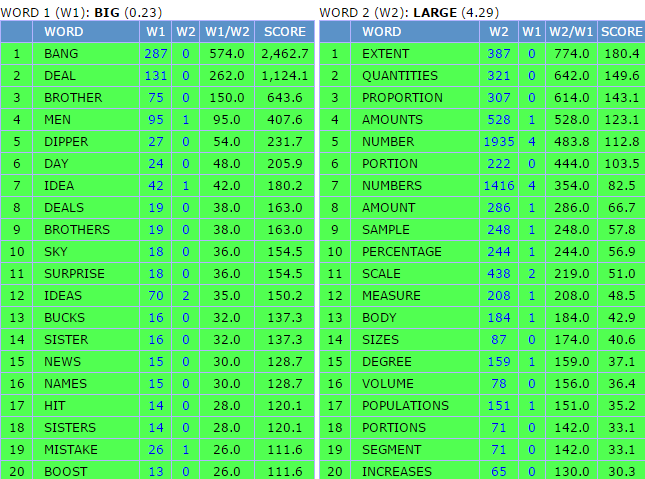 WORD 1 (W1): BIG (0.23)
WORD W1 W2 W1/W2 SCORE
1 BANG 287 0 574.0 2,462.7
2 DEAL 131 0 262.0 1,124.1
3 BROTHER 75 0 150.0 643.6
4 MEN 95 1 95.0 407.6
5 DIPPER 27 0 54.0 231.7
6 DAY 24 0 48.0 205.9
7 IDEA 42 1 42.0 180.2
8 DEALS 19 0 38.0 163.0
9 BROTHERS 19 0 38.0 163.0
10 SKY 18 0 36.0 154.5
11 SURPRISE 18 0 36.0 154.5
12 IDEAS 70 2 35.0 150.2
13 BUCKS 16 0 32.0 137.3
14 SISTER 16 0 32.0 137.3
15 NEWS 15 0 30.0 128.7
16 NAMES 15 0 30.0 128.7
17 HIT 14 0 28.0 120.1
18 SISTERS 14 0 28.0 120.1
19 MISTAKE 26 1 26.0 111.6
20 BOOST 13 0 26.0 111.6
WORD 2 (W2): LARGE (4.29)
WORD W2 W1 W2/W1 SCORE
1 EXTENT 387 0 774.0 180.4
2 QUANTITIES 321 0 642.0 149.6
3 PROPORTION 307 0 614.0 143.1
4 AMOUNTS 528 1 528.0 123.1
5 NUMBER 1935 4 483.8 112.8
6 PORTION 222 0 444.0 103.5
7 NUMBERS 1416 4 354.0 82.5
8 AMOUNT 286 1 286.0 66.7
9 SAMPLE 248 1 248.0 57.8
10 PERCENTAGE 244 1 244.0 56.9
11 SCALE 438 2 219.0 51.0
12 MEASURE 208 1 208.0 48.5
13 BODY 184 1 184.0 42.9
14 SIZES 87 0 174.0 40.6
15 DEGREE 159 1 159.0 37.1
16 VOLUME 78 0 156.0 36.4
17 POPULATIONS 151 1 151.0 35.2
18 PORTIONS 71 0 142.0 33.1
19 SEGMENT 71 0 142.0 33.1
20 INCREASES 65 0 130.0 30.3